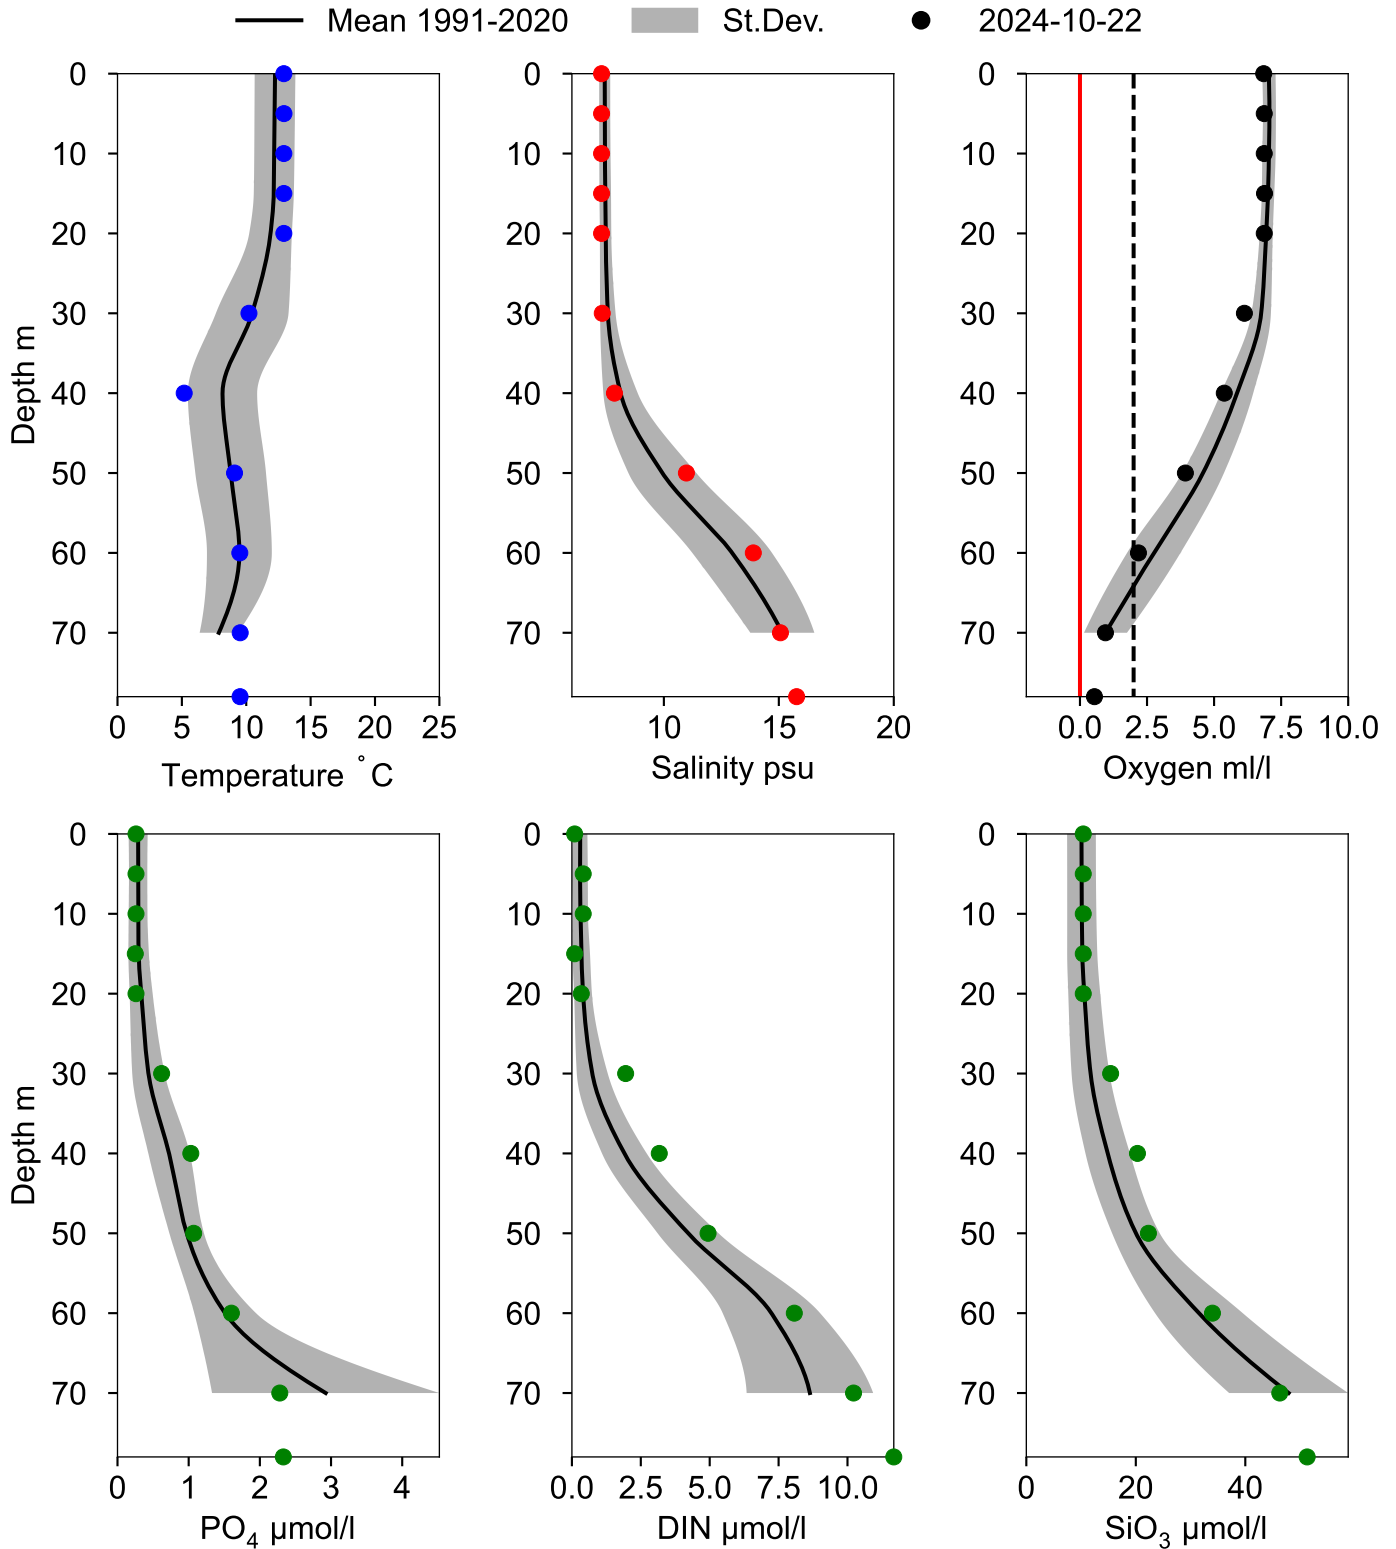 Mean 1991-2020 St.Dev. 2024-10-22
0 0 0
10 10 10
20 20 20
30 30 30
40 40 40
50 50 50
60 60 60
70 70 70
Depth m
0 5 10 15 20 25 10 15 20 0.0 2.5 5.0 7.5 10.0
Temperature °C Salinity psu Oxygen ml/l
0 0 0
10 10 10
20 20 20
30 30 30
40 40 40
50 50 50
60 60 60
70 70 70
Depth m
0 1 2 3 4 0.0 2.5 5.0 7.5 10.0 0 20 40
PO₄ µmol/l DIN µmol/l SiO₃ µmol/l